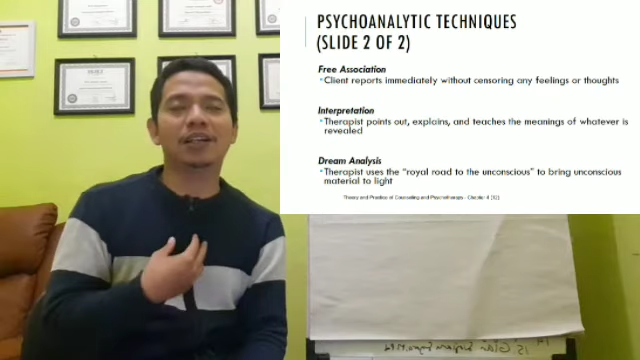 PSYCHOANALYTIC TECHNIQUES
(SLIDE 2 OF 2)
Free Association
Client reports immediately without censoring any feelings or thoughts
Interpretation
Therapist points out, explains, and teaches the meanings of whatever is
revealed
Dream Analysis
Therapist uses the "royal road to the unconscious" to bring unconscious
material to light
Theory and Practice of Counseling and Psychotherapy - Chapter 4 (12)